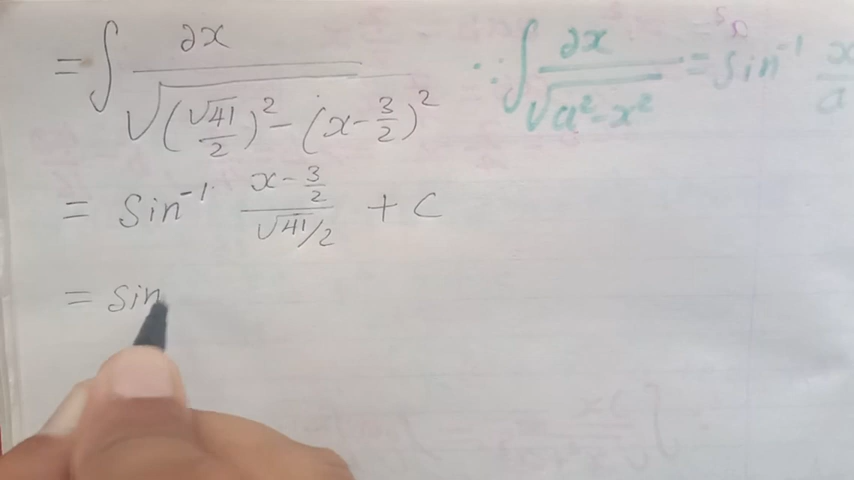 = ∫ ∂x / √((√41/2)² - (x - 3/2)²)
∵ ∫ ∂x / √(a² - x²) = Sin⁻¹ x/a
= Sin⁻¹ (x - 3/2) / (√41/2) + C
= Sin